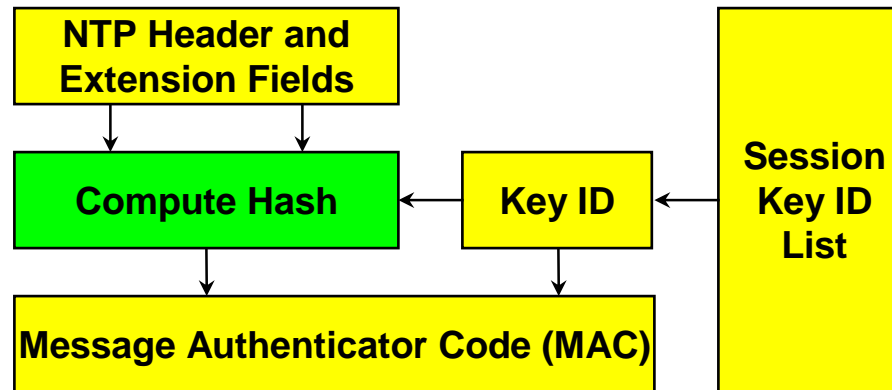 NTP Header and
Extension Fields
Compute Hash
Key ID
Session
Key ID
List
Message Authenticator Code (MAC)